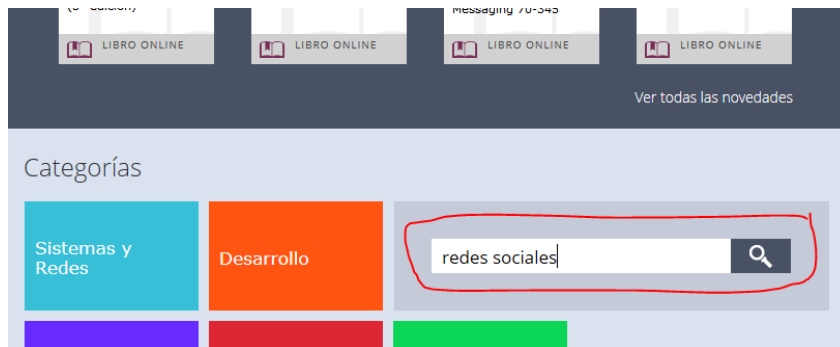 Messaging 70-345
LIBRO ONLINE
LIBRO ONLINE
LIBRO ONLINE
LIBRO ONLINE
Ver todas las novedades
Categorías
Sistemas y
Redes
Desarrollo
redes sociales